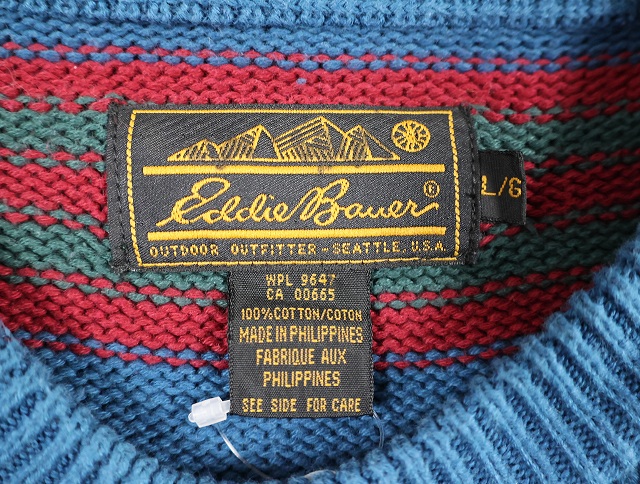 Eddie Bauer®
OUTDOOR OUTFITTER - SEATTLE, U.S.A.
L/G
WPL 9647
CA 00665
100% COTTON/COTON
MADE IN PHILIPPINES
FABRIQUE AUX
PHILIPPINES
SEE SIDE FOR CARE